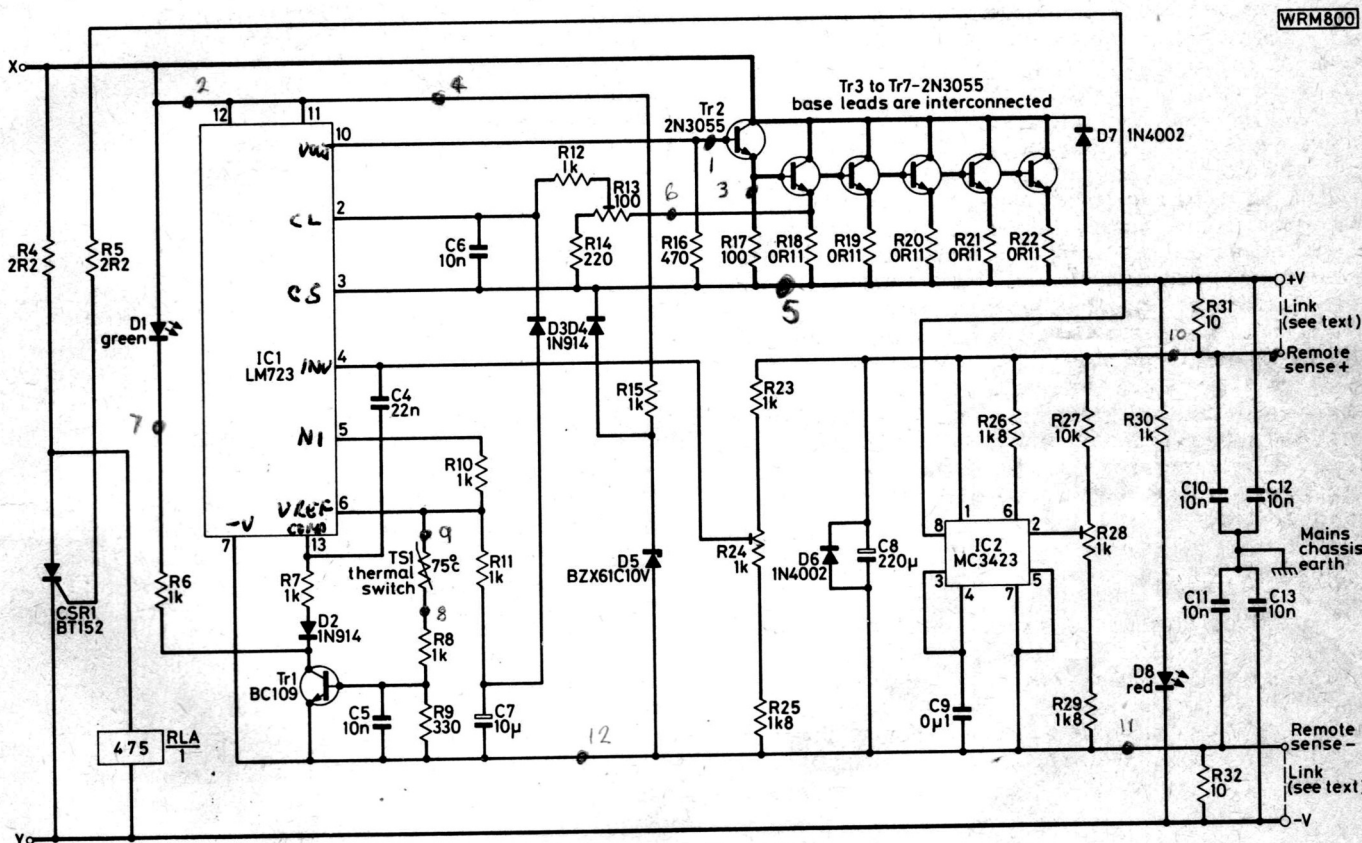 WRM800
X
2
4
Tr3 to Tr7-2N3055
base leads are interconnected
Tr2
2N3055
D7 1N4002
12
11
10
VOUT
1
3
R12
1k
6
R13
100
2
CL
R4
2R2
R5
2R2
C6
10n
R14
220
R16
470
R17
100
R18
0R11
R19
0R11
R20
0R11
R21
0R11
R22
0R11
3
CS
5
+V
R31
10
Link
(see text)
D1
green
D3
D4
1N914
IC1
LM723
4
INV
10
Remote
sense+
C4
22n
R15
1k
R23
1k
R26
1k8
R27
10k
R30
1k
7
5
NI
R10
1k
C10
10n
C12
10n
6
VREF
COMP
-V
7
13
9
TS1
thermal
switch
75°c
R11
1k
8
D5
BZX61C10V
R24
1k
D6
1N4002
C8
220μ
1
6
8
2
IC2
MC3423
3
5
4
7
R28
1k
Mains
chassis
earth
R6
1k
R7
1k
CSR1
BT152
D2
1N914
R8
1k
C11
10n
C13
10n
Tr1
BC109
C5
10n
R9
330
C7
10μ
R25
1k8
C9
0μ1
R29
1k8
D8
red
475
RLA
1
12
11
Remote
sense-
R32
10
Link
(see text)
-V
Y